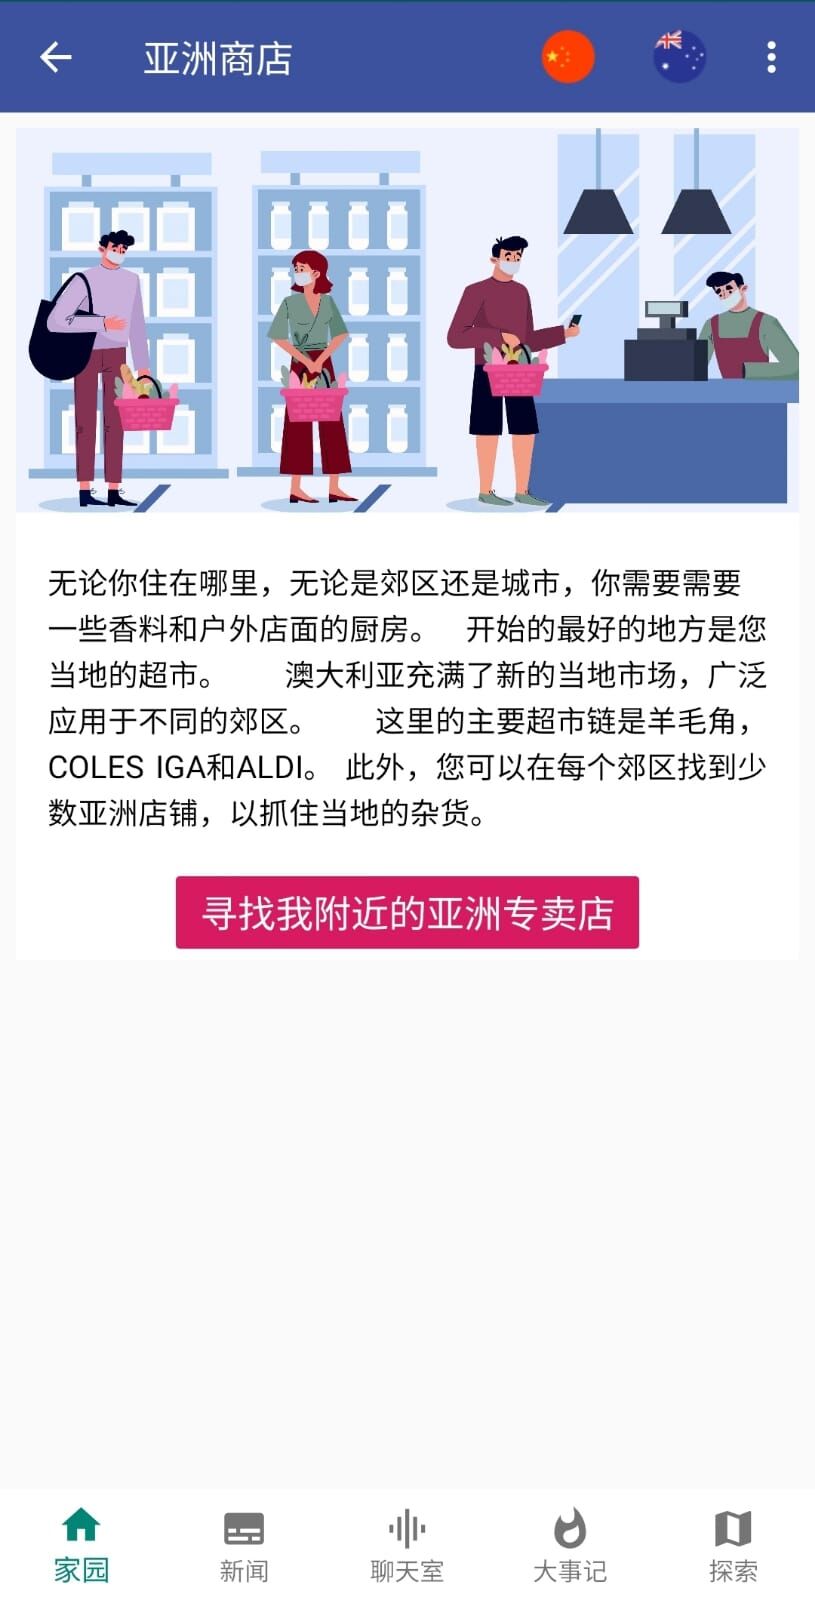 亚洲商店
无论你住在哪里，无论是郊区还是城市，你需要需要
一些香料和户外店面的厨房。 开始的最好的地方是您
当地的超市。 澳大利亚充满了新的当地市场，广泛
应用于不同的郊区。 这里的主要超市链是羊毛角，
COLES IGA和ALDI。 此外，您可以在每个郊区找到少
数亚洲店铺，以抓住当地的杂货。
寻找我附近的亚洲专卖店
家园
新闻
聊天室
大事记
探索